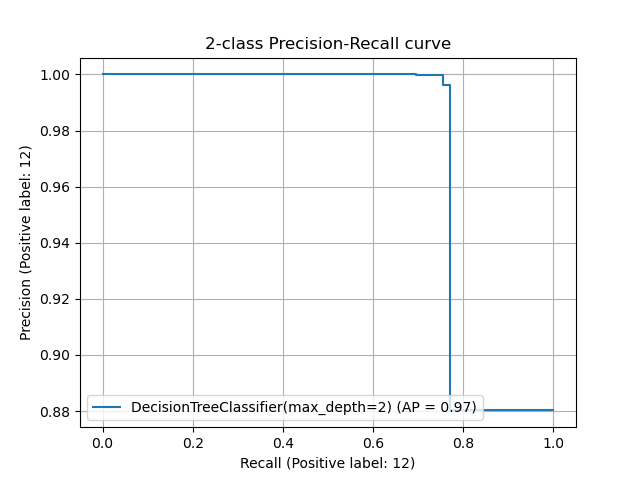 2-class Precision-Recall curve
1.00
0.98
0.96
0.94
0.92
0.90
0.88
Precision (Positive label: 12)
DecisionTreeClassifier(max_depth=2) (AP = 0.97)
0.0 0.2 0.4 0.6 0.8 1.0
Recall (Positive label: 12)